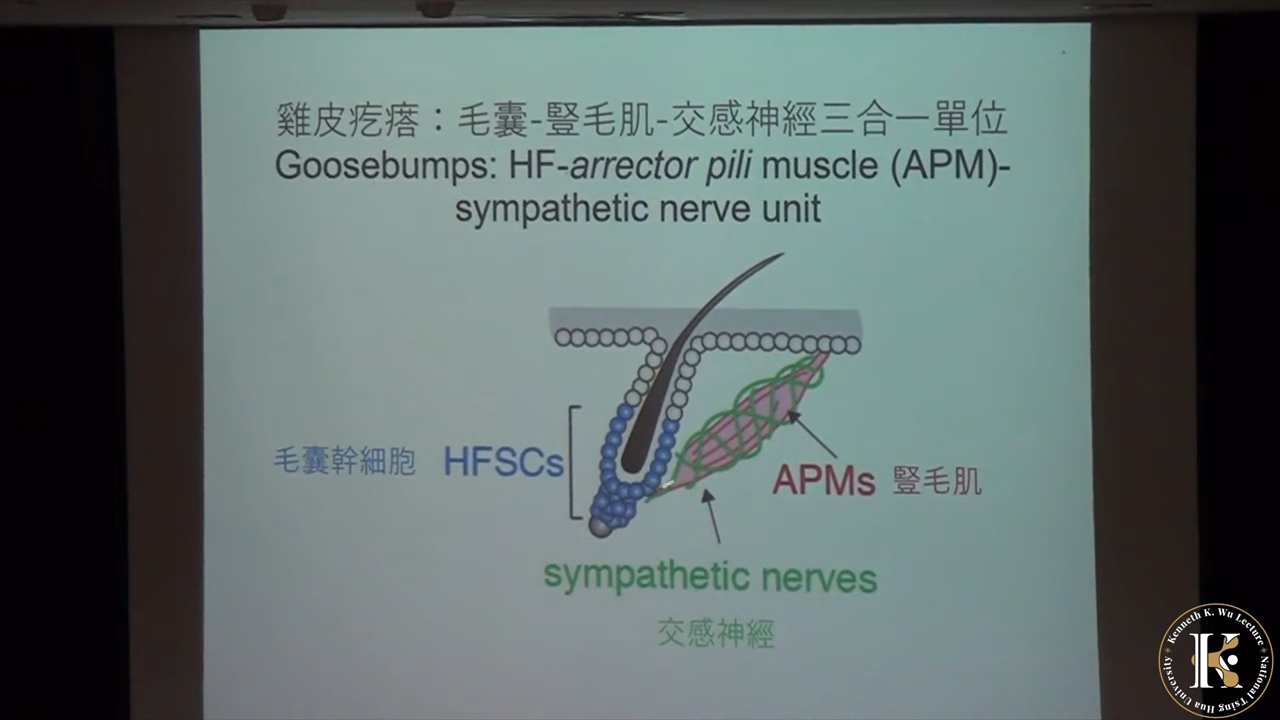 雞皮疙瘩：毛囊-豎毛肌-交感神經三合一單位
Goosebumps: HF-arrector pili muscle (APM)-
sympathetic nerve unit
毛囊幹細胞 HFSCs
APMs 豎毛肌
sympathetic nerves
交感神經
Kenneth K. Wu Lecture
National Tsing Hua University
K